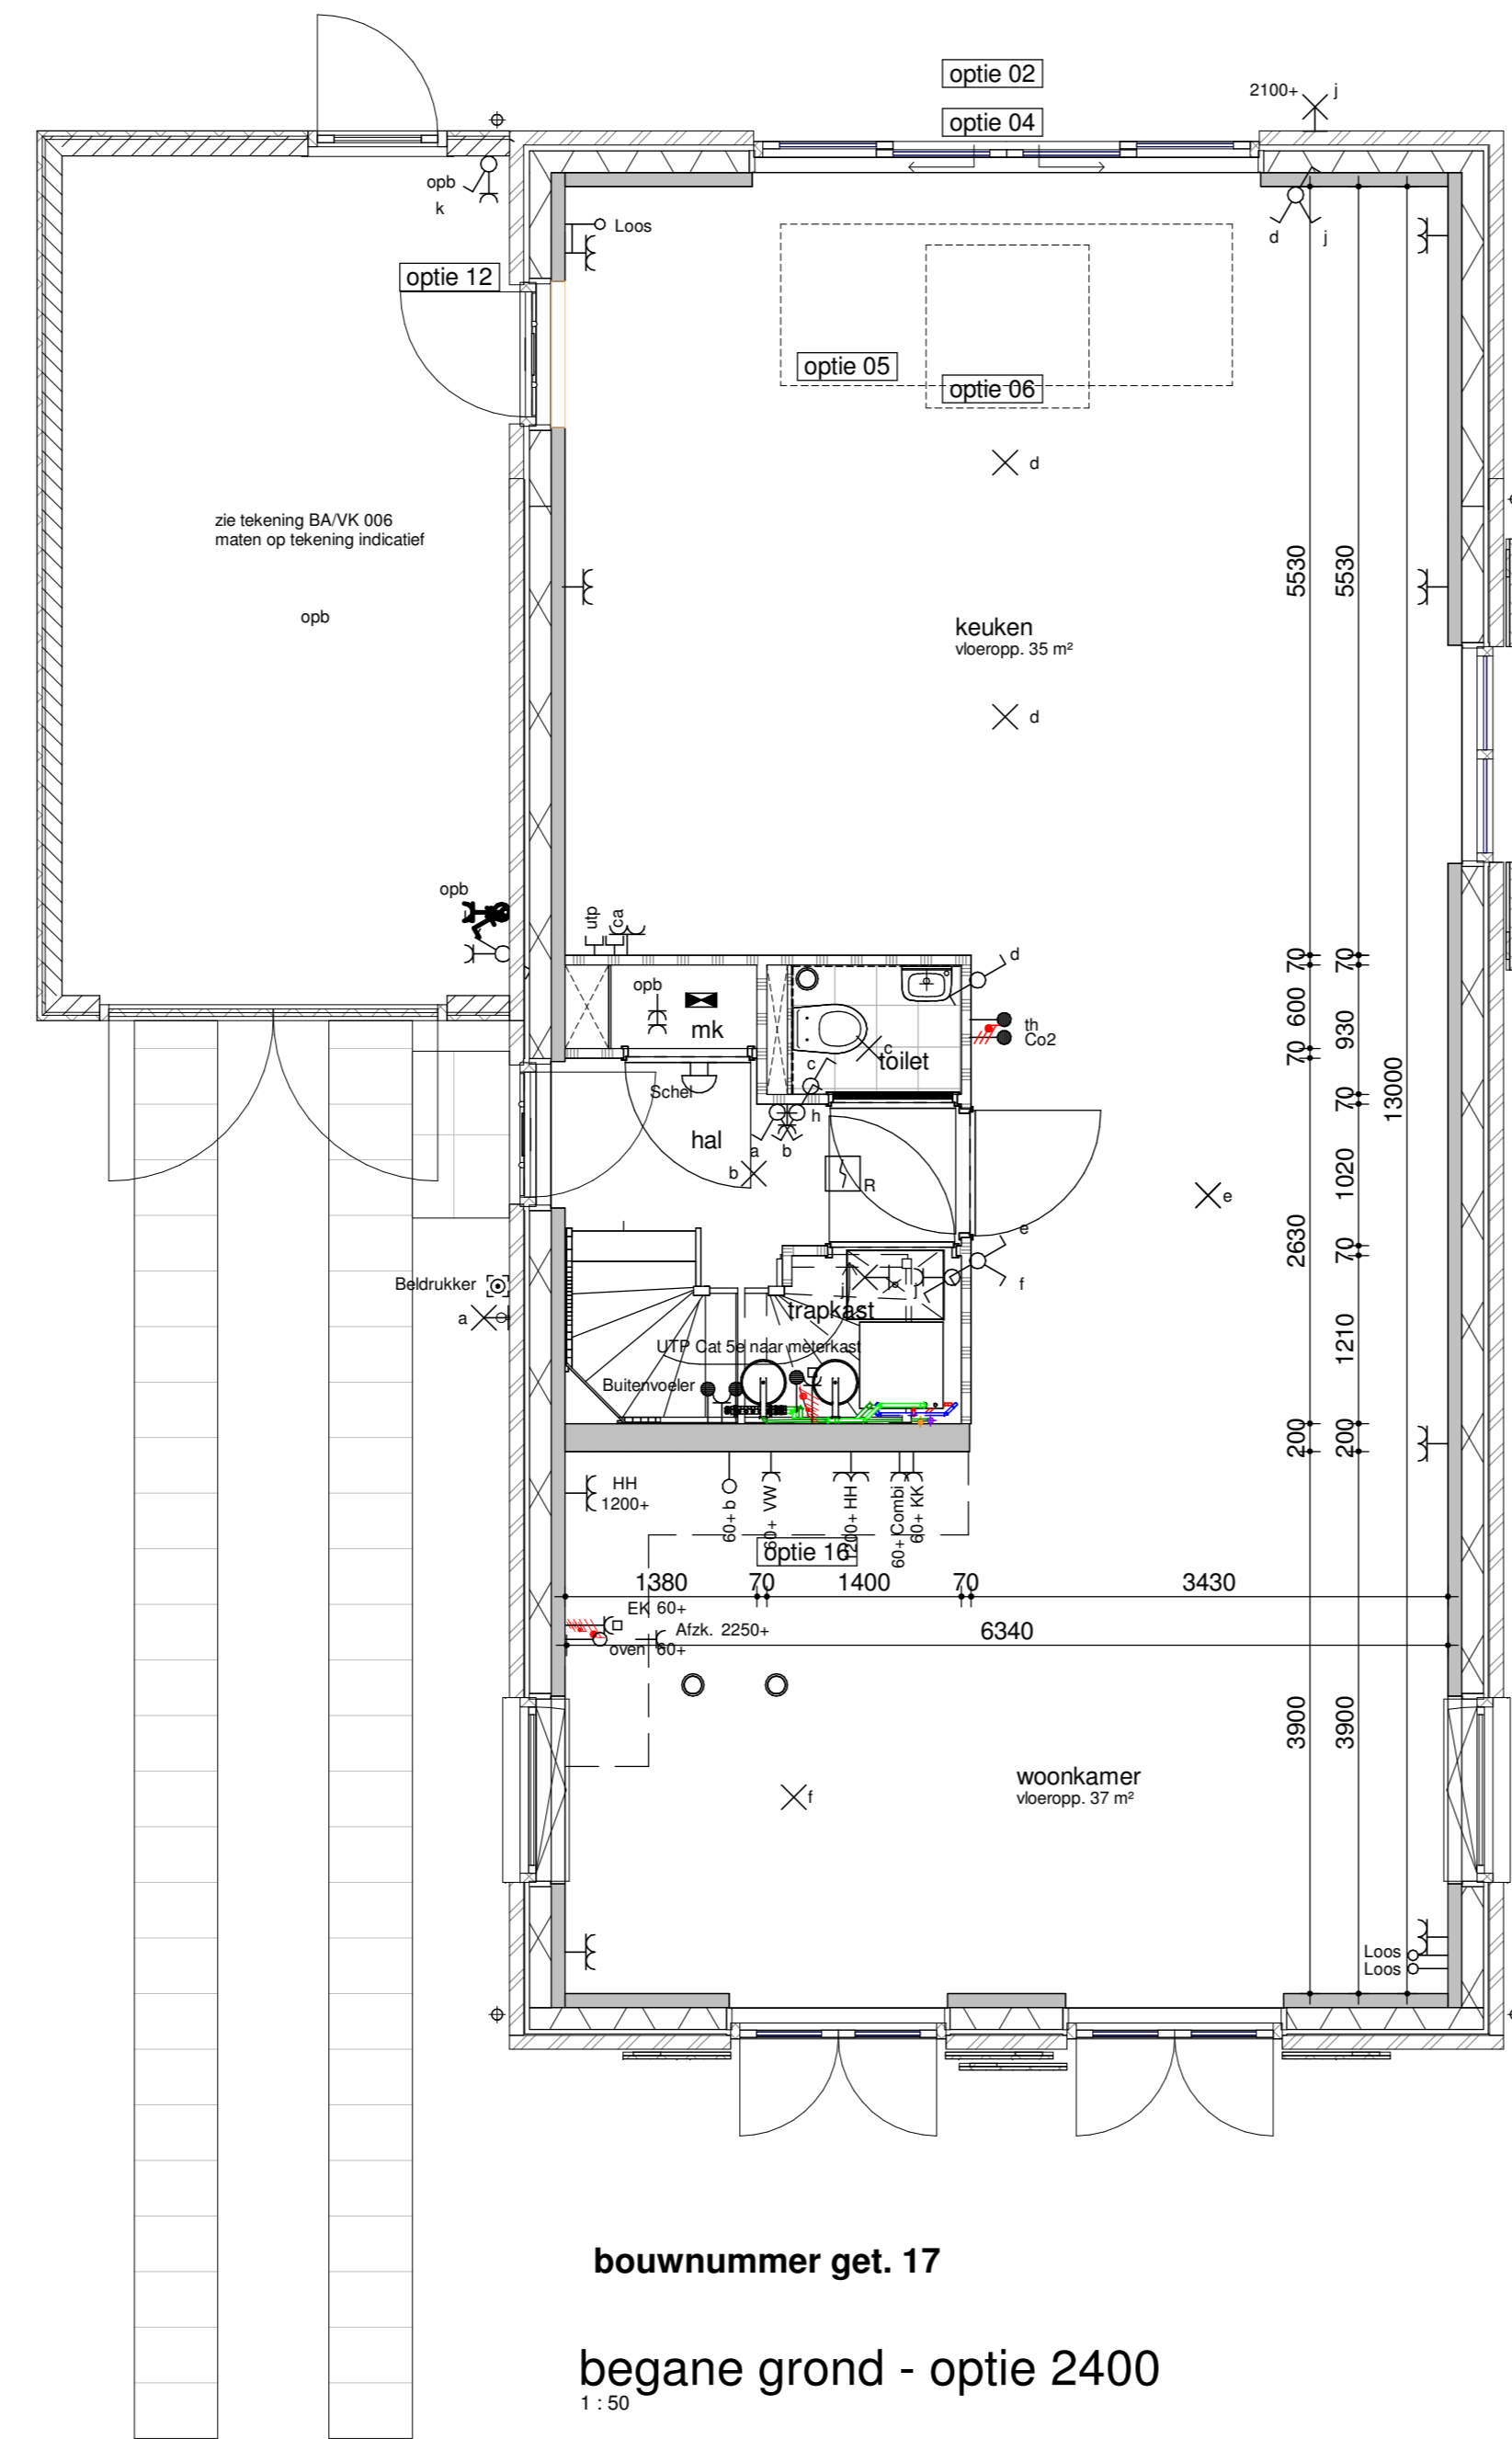 optie 02
2100+ j
optie 04
opb
k
Loos
d j
optie 12
optie 05
optie 06
d
zie tekening BA/VK 006
maten op tekening indicatief
5530 5530
opb
keuken
vloeropp. 35 m²
d
opb
utp
ca
d
70 70
opb
mk
600 930
th
Co2
c
toilet
70
c
Schel
70
13000
h
hal
a b
b
R
1020
e
e
2630
70
Beldrukker
f
j
j
a
trapkast
1210
UTP Cat 5e naar meterkast
Buitenvoeler
200 200
HH
1200+
60+ b
60+ VW
1200+ HH
60+ Combi
60+ KK
optie 16
1380 70 1400 70 3430
EK 60+
Afzk. 2250+
6340
oven 60+
3900 3900
woonkamer
vloeropp. 37 m²
f
Loos
Loos
bouwnummer get. 17
begane grond - optie 2400
1 : 50